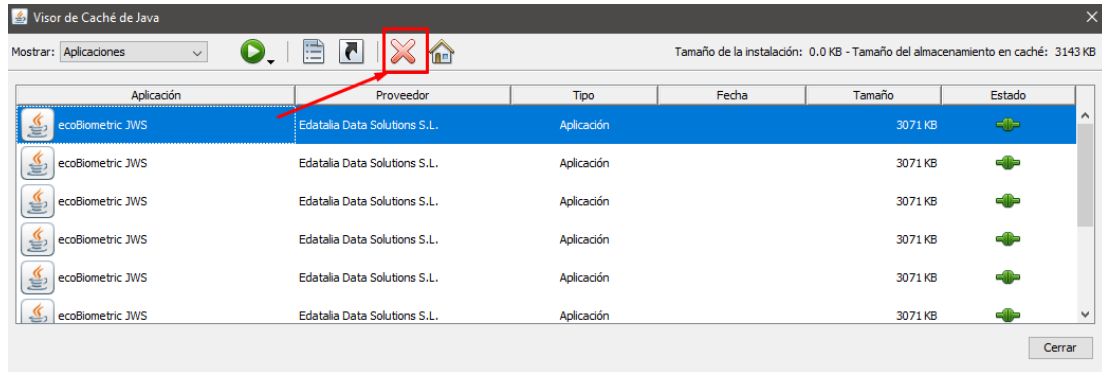 Visor de Caché de Java
Mostrar: Aplicaciones Tamaño de la instalación: 0.0 KB - Tamaño del almacenamiento en caché: 3143 KB
Aplicación Proveedor Tipo Fecha Tamaño Estado
ecoBiometric JWS Edatalia Data Solutions S.L. Aplicación 3071 KB
ecoBiometric JWS Edatalia Data Solutions S.L. Aplicación 3071 KB
ecoBiometric JWS Edatalia Data Solutions S.L. Aplicación 3071 KB
ecoBiometric JWS Edatalia Data Solutions S.L. Aplicación 3071 KB
ecoBiometric JWS Edatalia Data Solutions S.L. Aplicación 3071 KB
ecoBiometric JWS Edatalia Data Solutions S.L. Aplicación 3071 KB
Cerrar